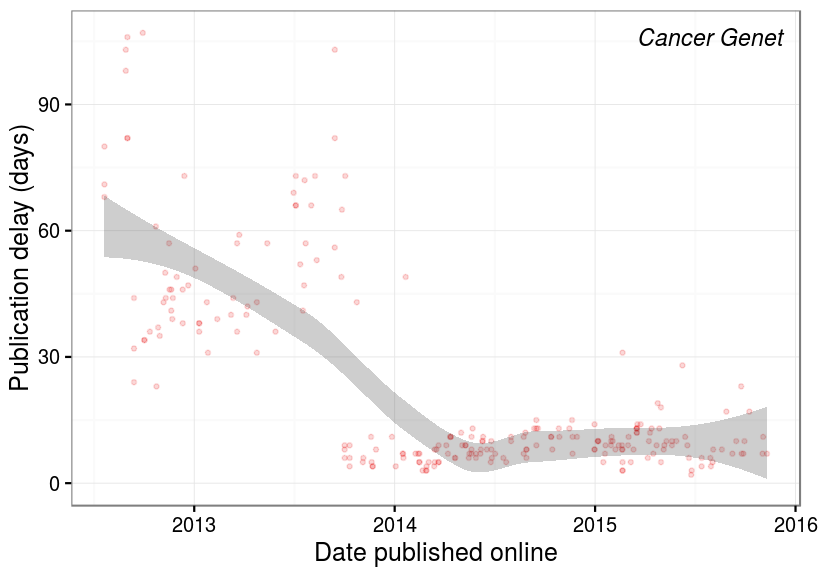 Cancer Genet
Publication delay (days)
90
60
30
0
2013
2014
2015
2016
Date published online